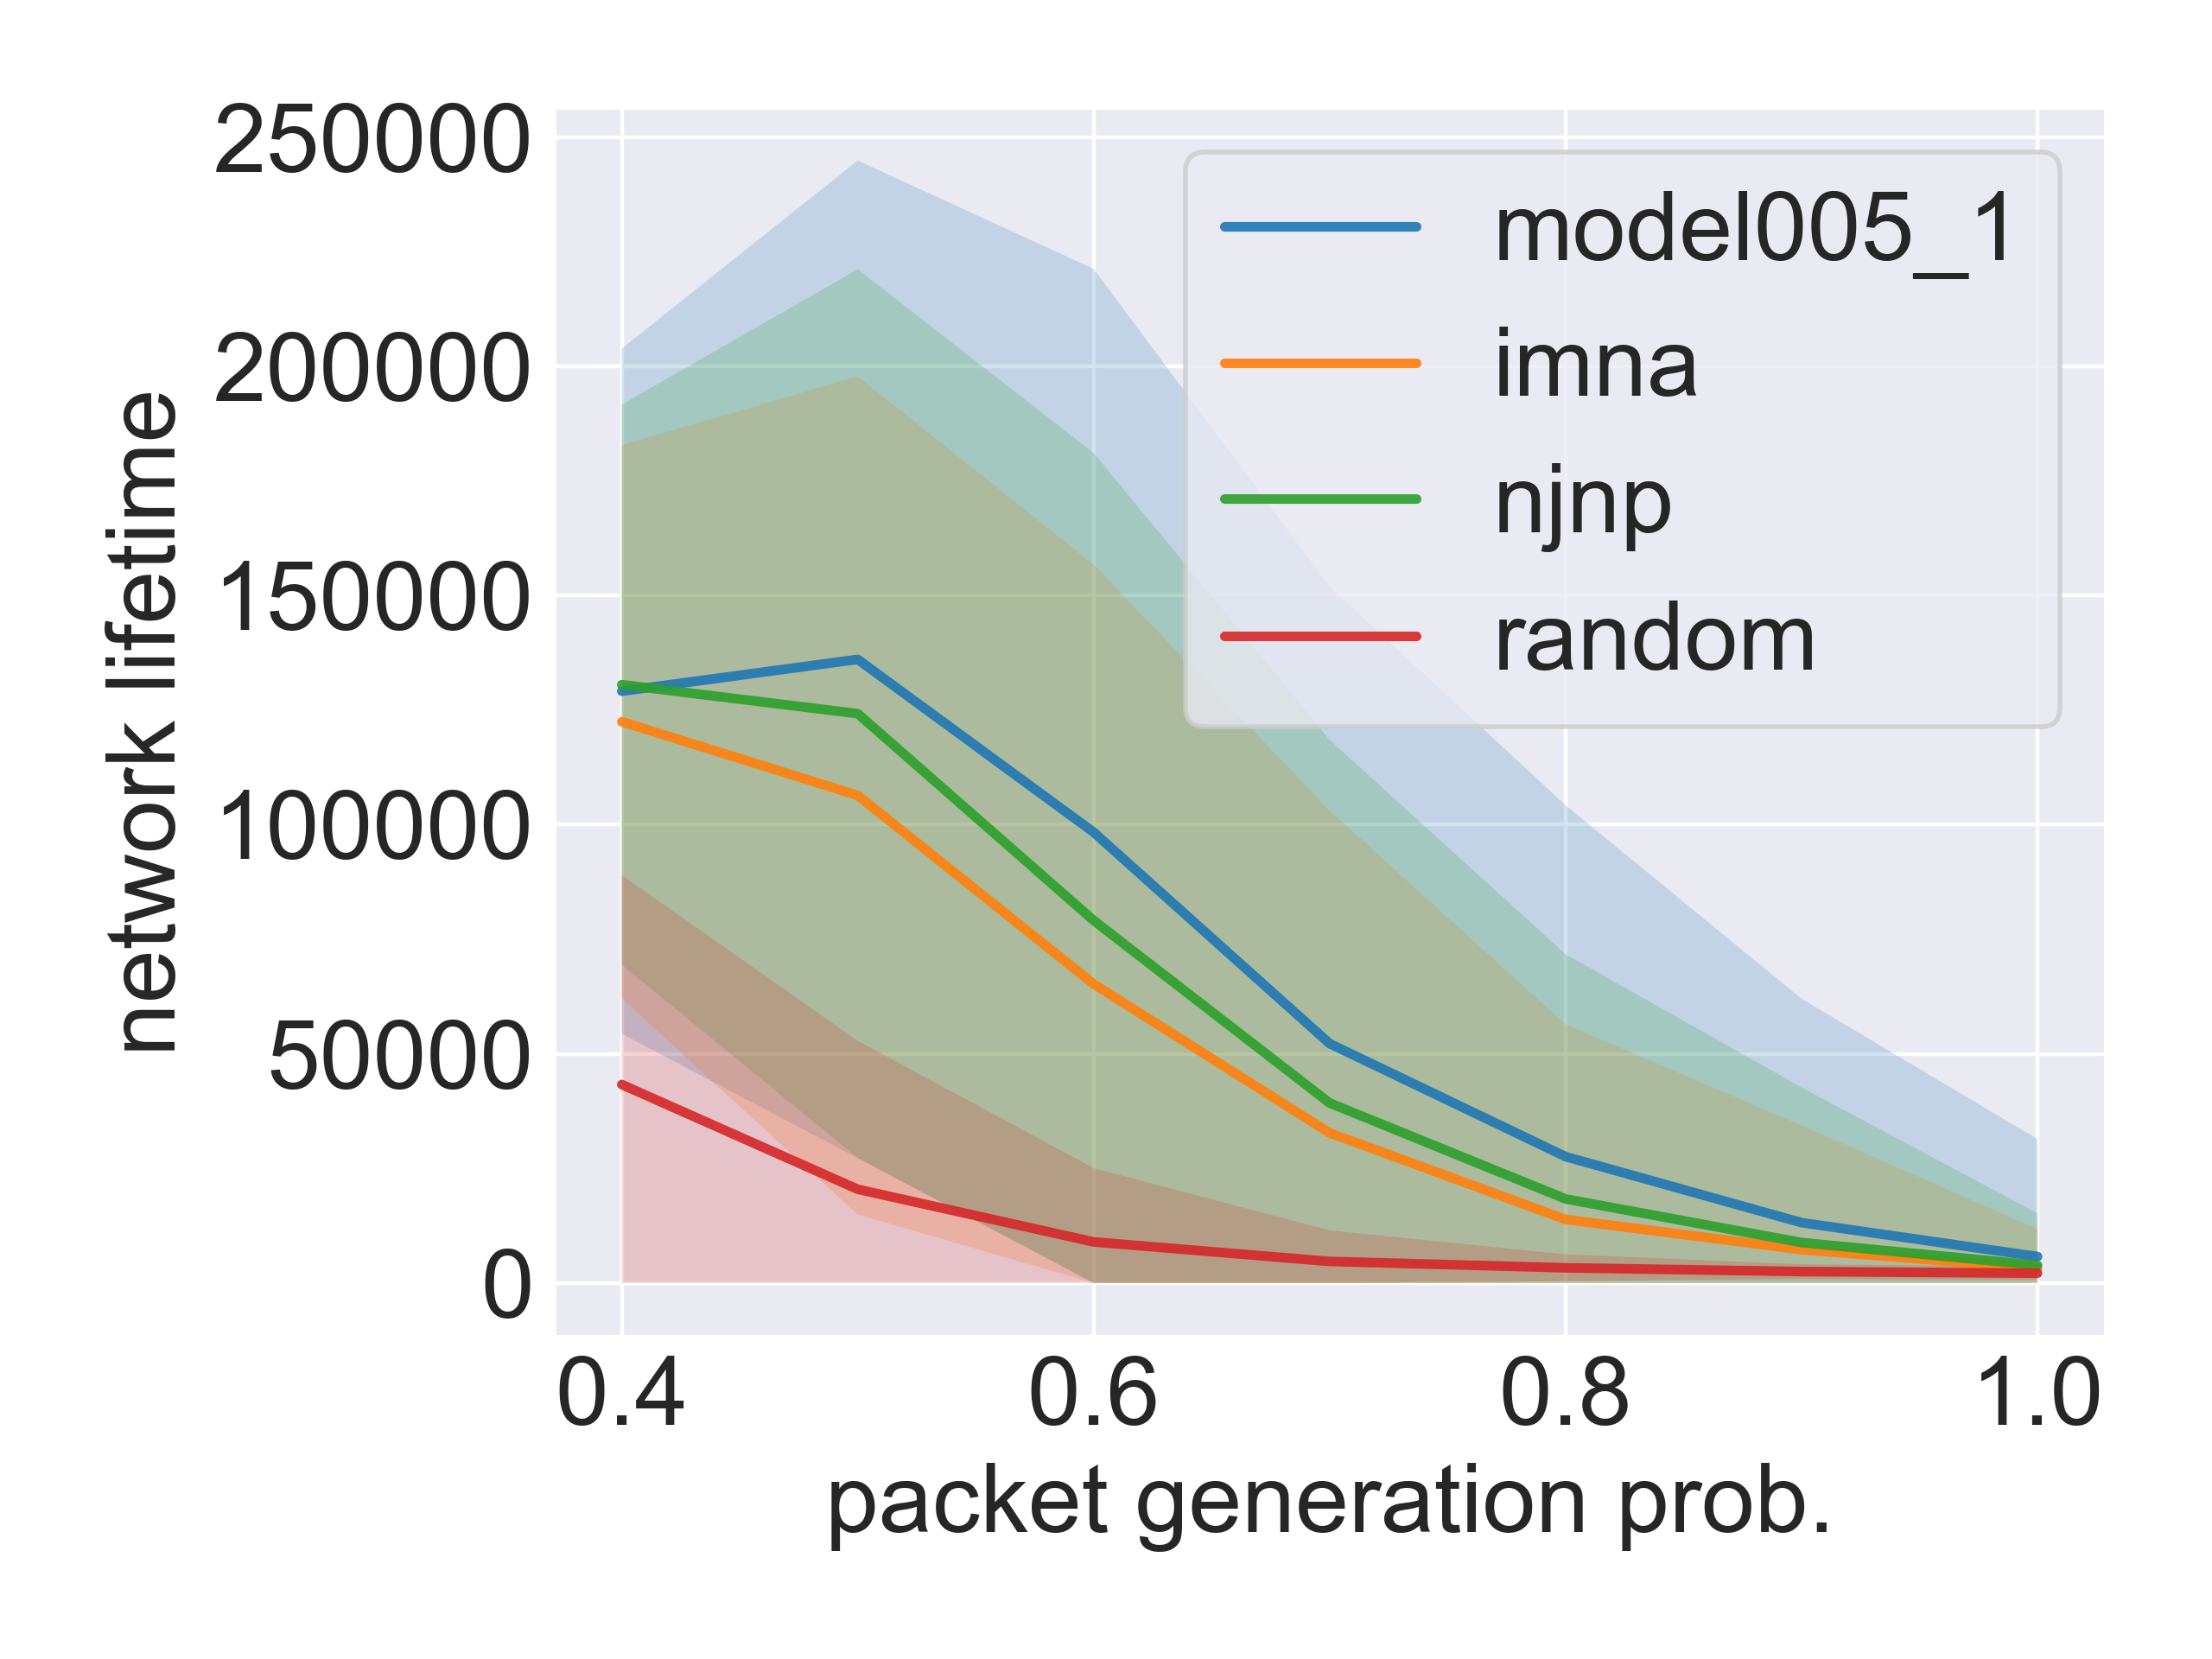 250000
200000
150000
100000
50000
0
network lifetime
model005_1
imna
njnp
random
0.4 0.6 0.8 1.0
packet generation prob.